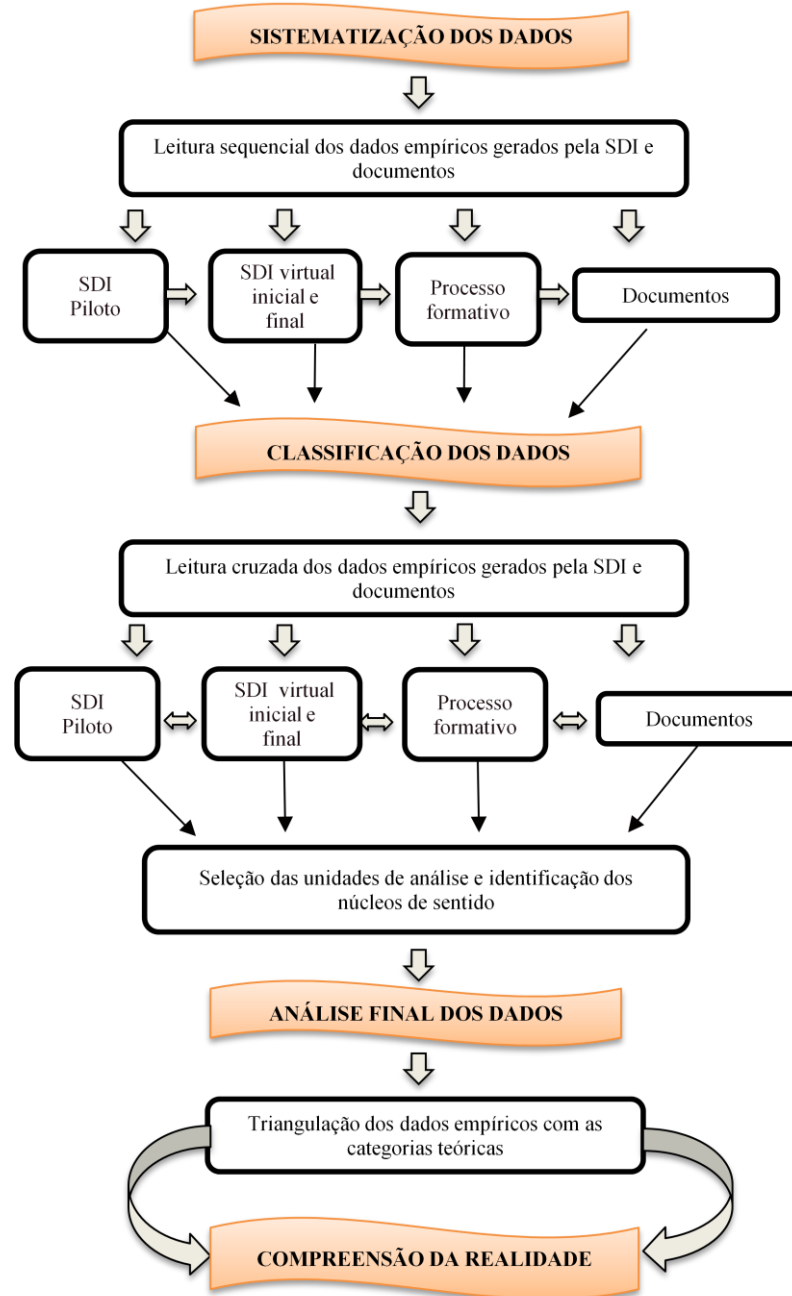 SISTEMATIZAÇÃO DOS DADOS
Leitura sequencial dos dados empíricos gerados pela SDI e
documentos
SDI
Piloto
SDI virtual
inicial e
final
Processo
formativo
Documentos
CLASSIFICAÇÃO DOS DADOS
Leitura cruzada dos dados empíricos gerados pela SDI e
documentos
SDI
Piloto
SDI virtual
inicial e
final
Processo
formativo
Documentos
Seleção das unidades de análise e identificação dos
núcleos de sentido
ANÁLISE FINAL DOS DADOS
Triangulação dos dados empíricos com as
categorias teóricas
COMPREENSÃO DA REALIDADE